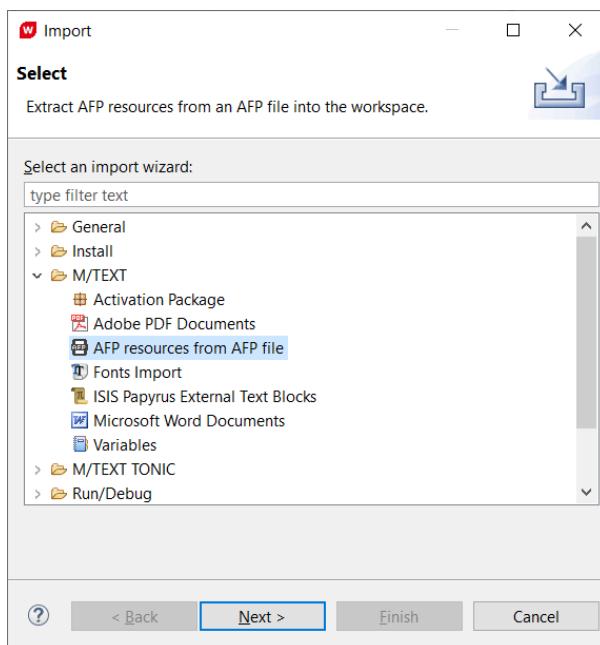 Import
Select
Extract AFP resources from an AFP file into the workspace.
Select an import wizard:
type filter text
General
Install
M/TEXT
Activation Package
Adobe PDF Documents
AFP resources from AFP file
Fonts Import
ISIS Papyrus External Text Blocks
Microsoft Word Documents
Variables
M/TEXT TONIC
Run/Debug
? < Back Next > Finish Cancel